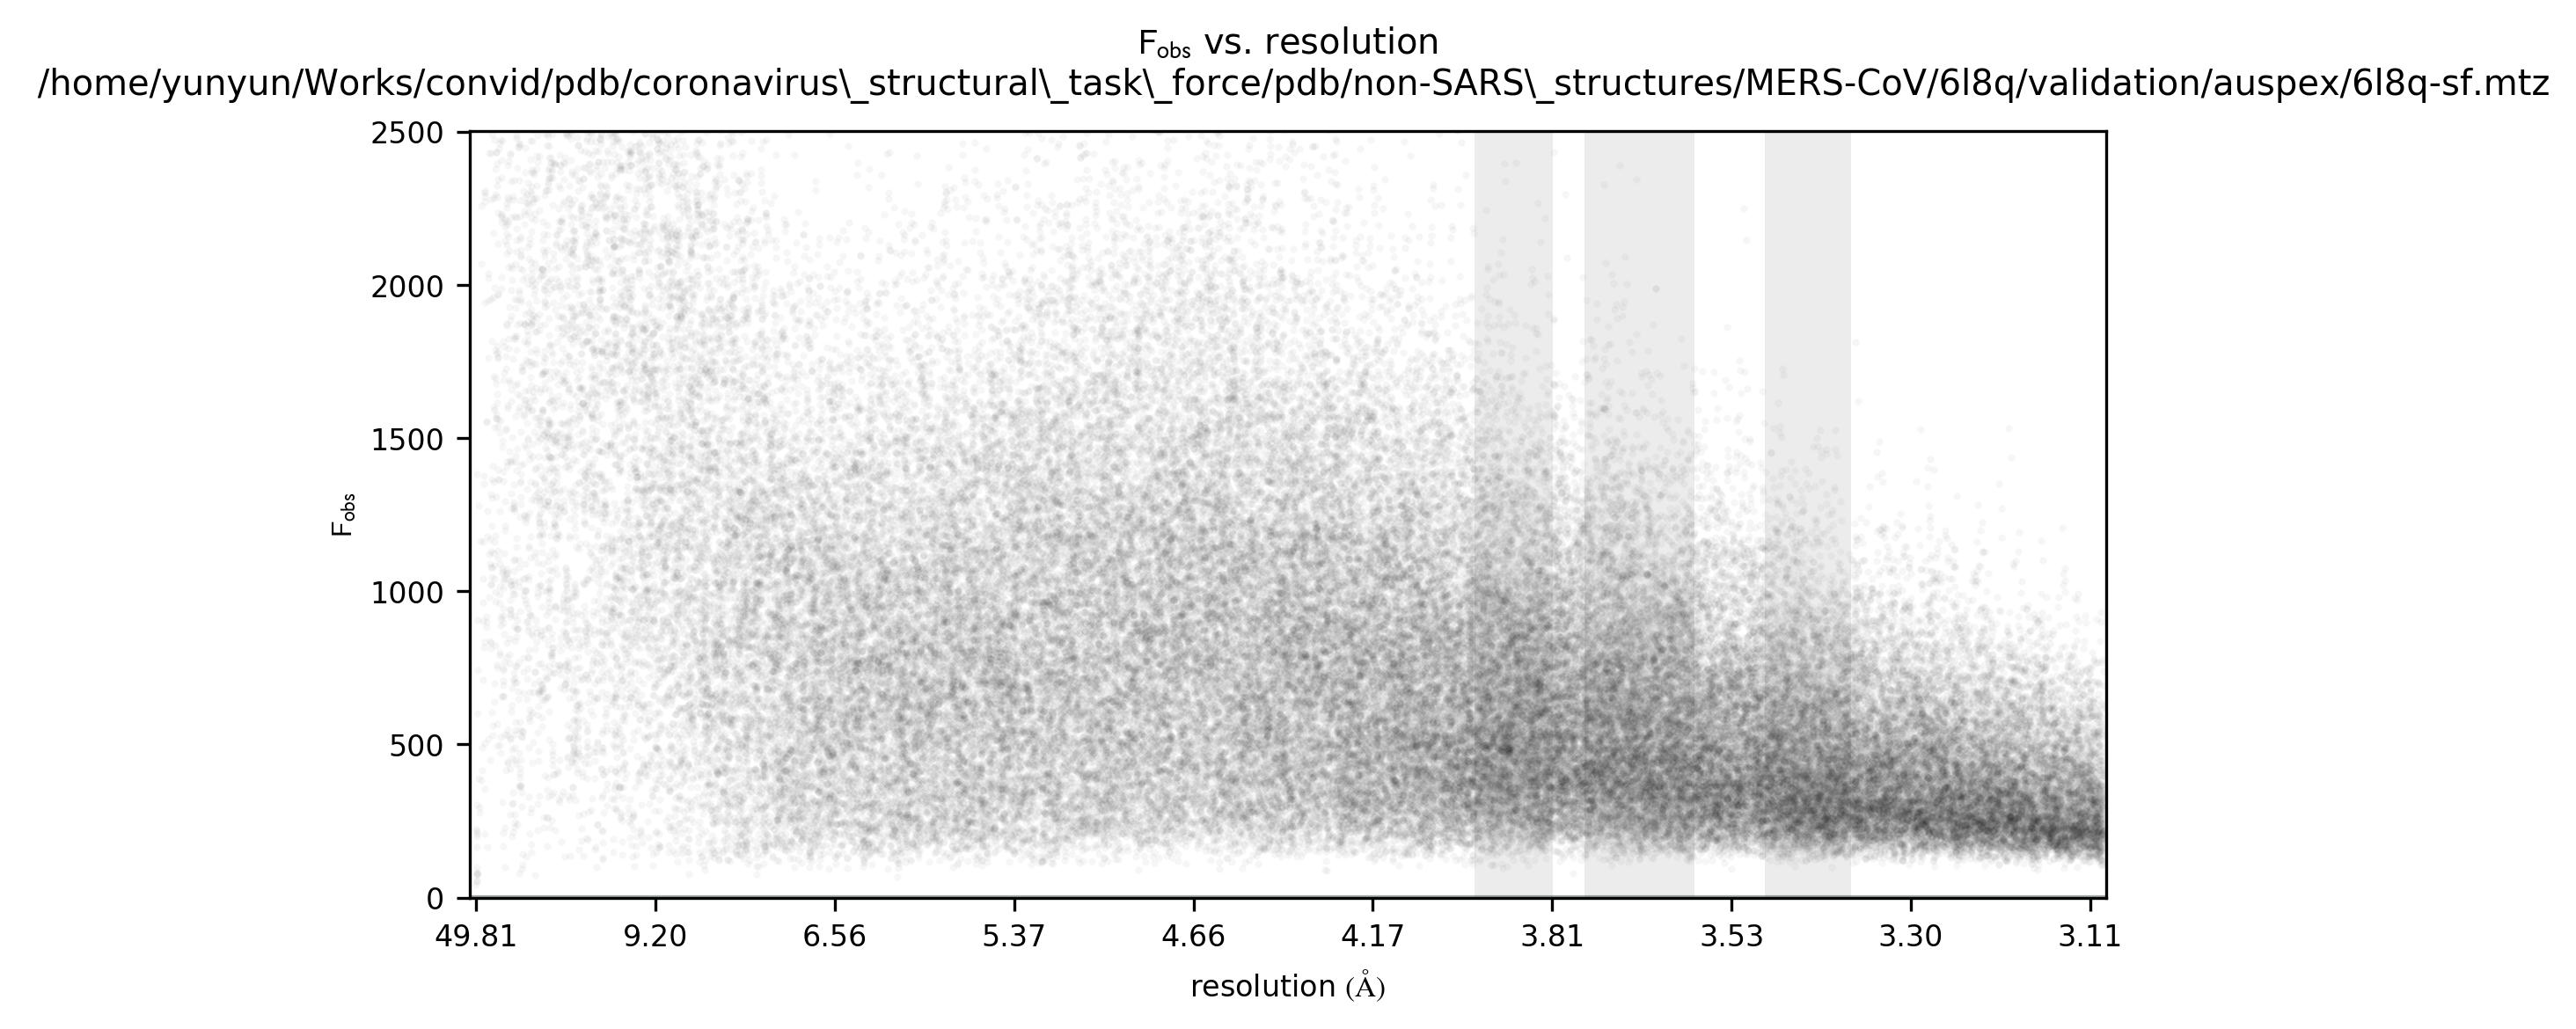 F_obs vs. resolution
/home/yunyun/Works/convid/pdb/coronavirus\_structural\_task\_force/pdb/non-SARS\_structures/MERS-CoV/6l8q/validation/auspex/6l8q-sf.mtz
2500
2000
1500
1000
500
0
F_obs
49.81 9.20 6.56 5.37 4.66 4.17 3.81 3.53 3.30 3.11
resolution (Å)